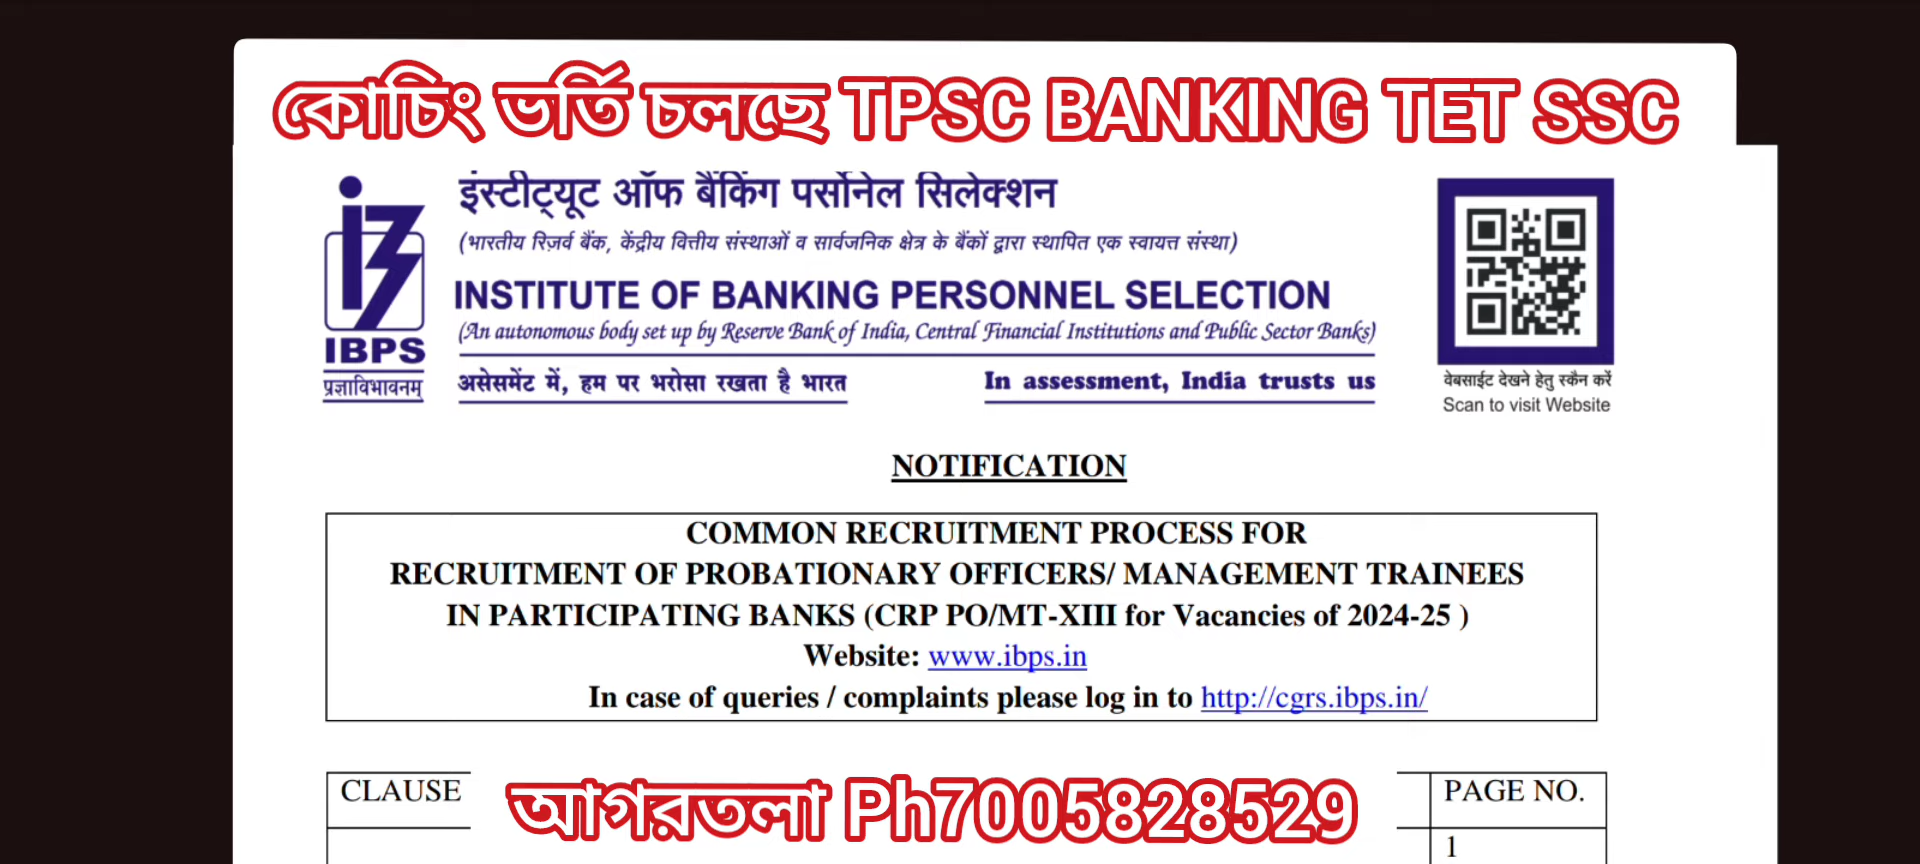 কোচিং ভর্তি চলছে TPSC BANKING TET SSC
इंस्टीट्यूट ऑफ बैंकिंग पर्सोनेल सिलेक्शन
(भारतीय रिज़र्व बैंक, केंद्रीय वित्तीय संस्थाओं व सार्वजनिक क्षेत्र के बैंकों द्वारा स्थापित एक स्वायत्त संस्था)
INSTITUTE OF BANKING PERSONNEL SELECTION
(An autonomous body set up by Reserve Bank of India, Central Financial Institutions and Public Sector Banks)
IBPS
प्रज्ञाविभावनम्
असेसमेंट में, हम पर भरोसा रखता है भारत
In assessment, India trusts us
वेबसाईट देखने हेतु स्कैन करें
Scan to visit Website
NOTIFICATION
COMMON RECRUITMENT PROCESS FOR
RECRUITMENT OF PROBATIONARY OFFICERS/ MANAGEMENT TRAINEES
IN PARTICIPATING BANKS (CRP PO/MT-XIII for Vacancies of 2024-25 )
Website: www.ibps.in
In case of queries / complaints please log in to http://cgrs.ibps.in/
CLAUSE
আগরতলা Ph7005828529
PAGE NO.
1